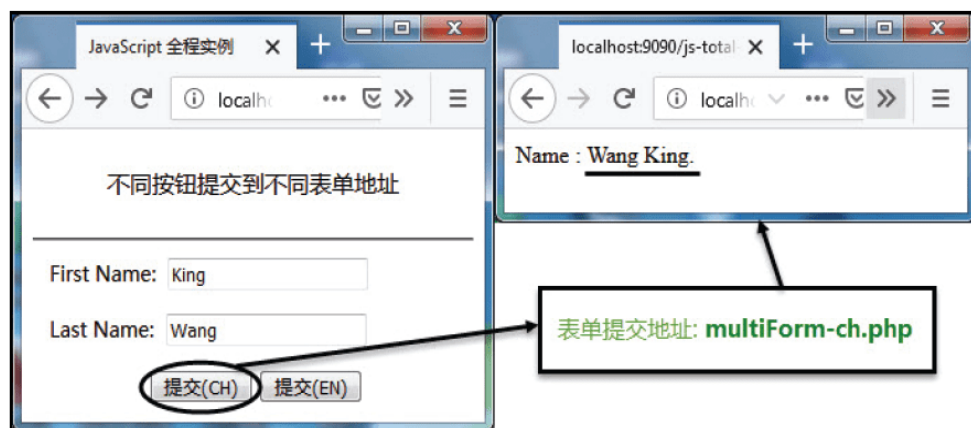 JavaScript 全程实例
localh
不同按钮提交到不同表单地址
First Name: King
Last Name: Wang
提交(CH) 提交(EN)
localhost:9090/js-total-
localh
Name : Wang King.
表单提交地址: multiForm-ch.php